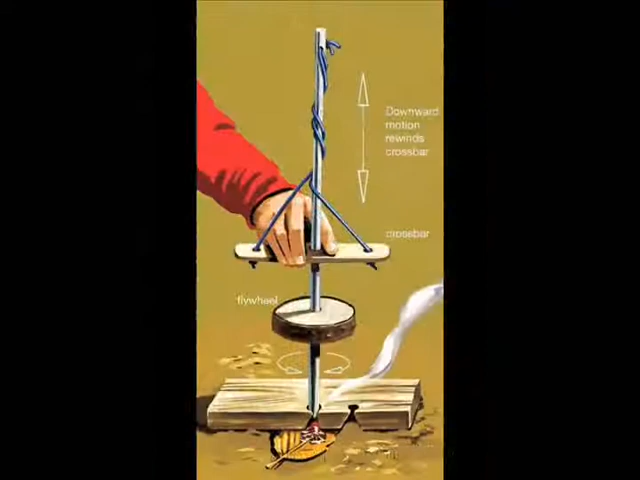 Downward
motion
rewinds
crossbar
crossbar
flywheel